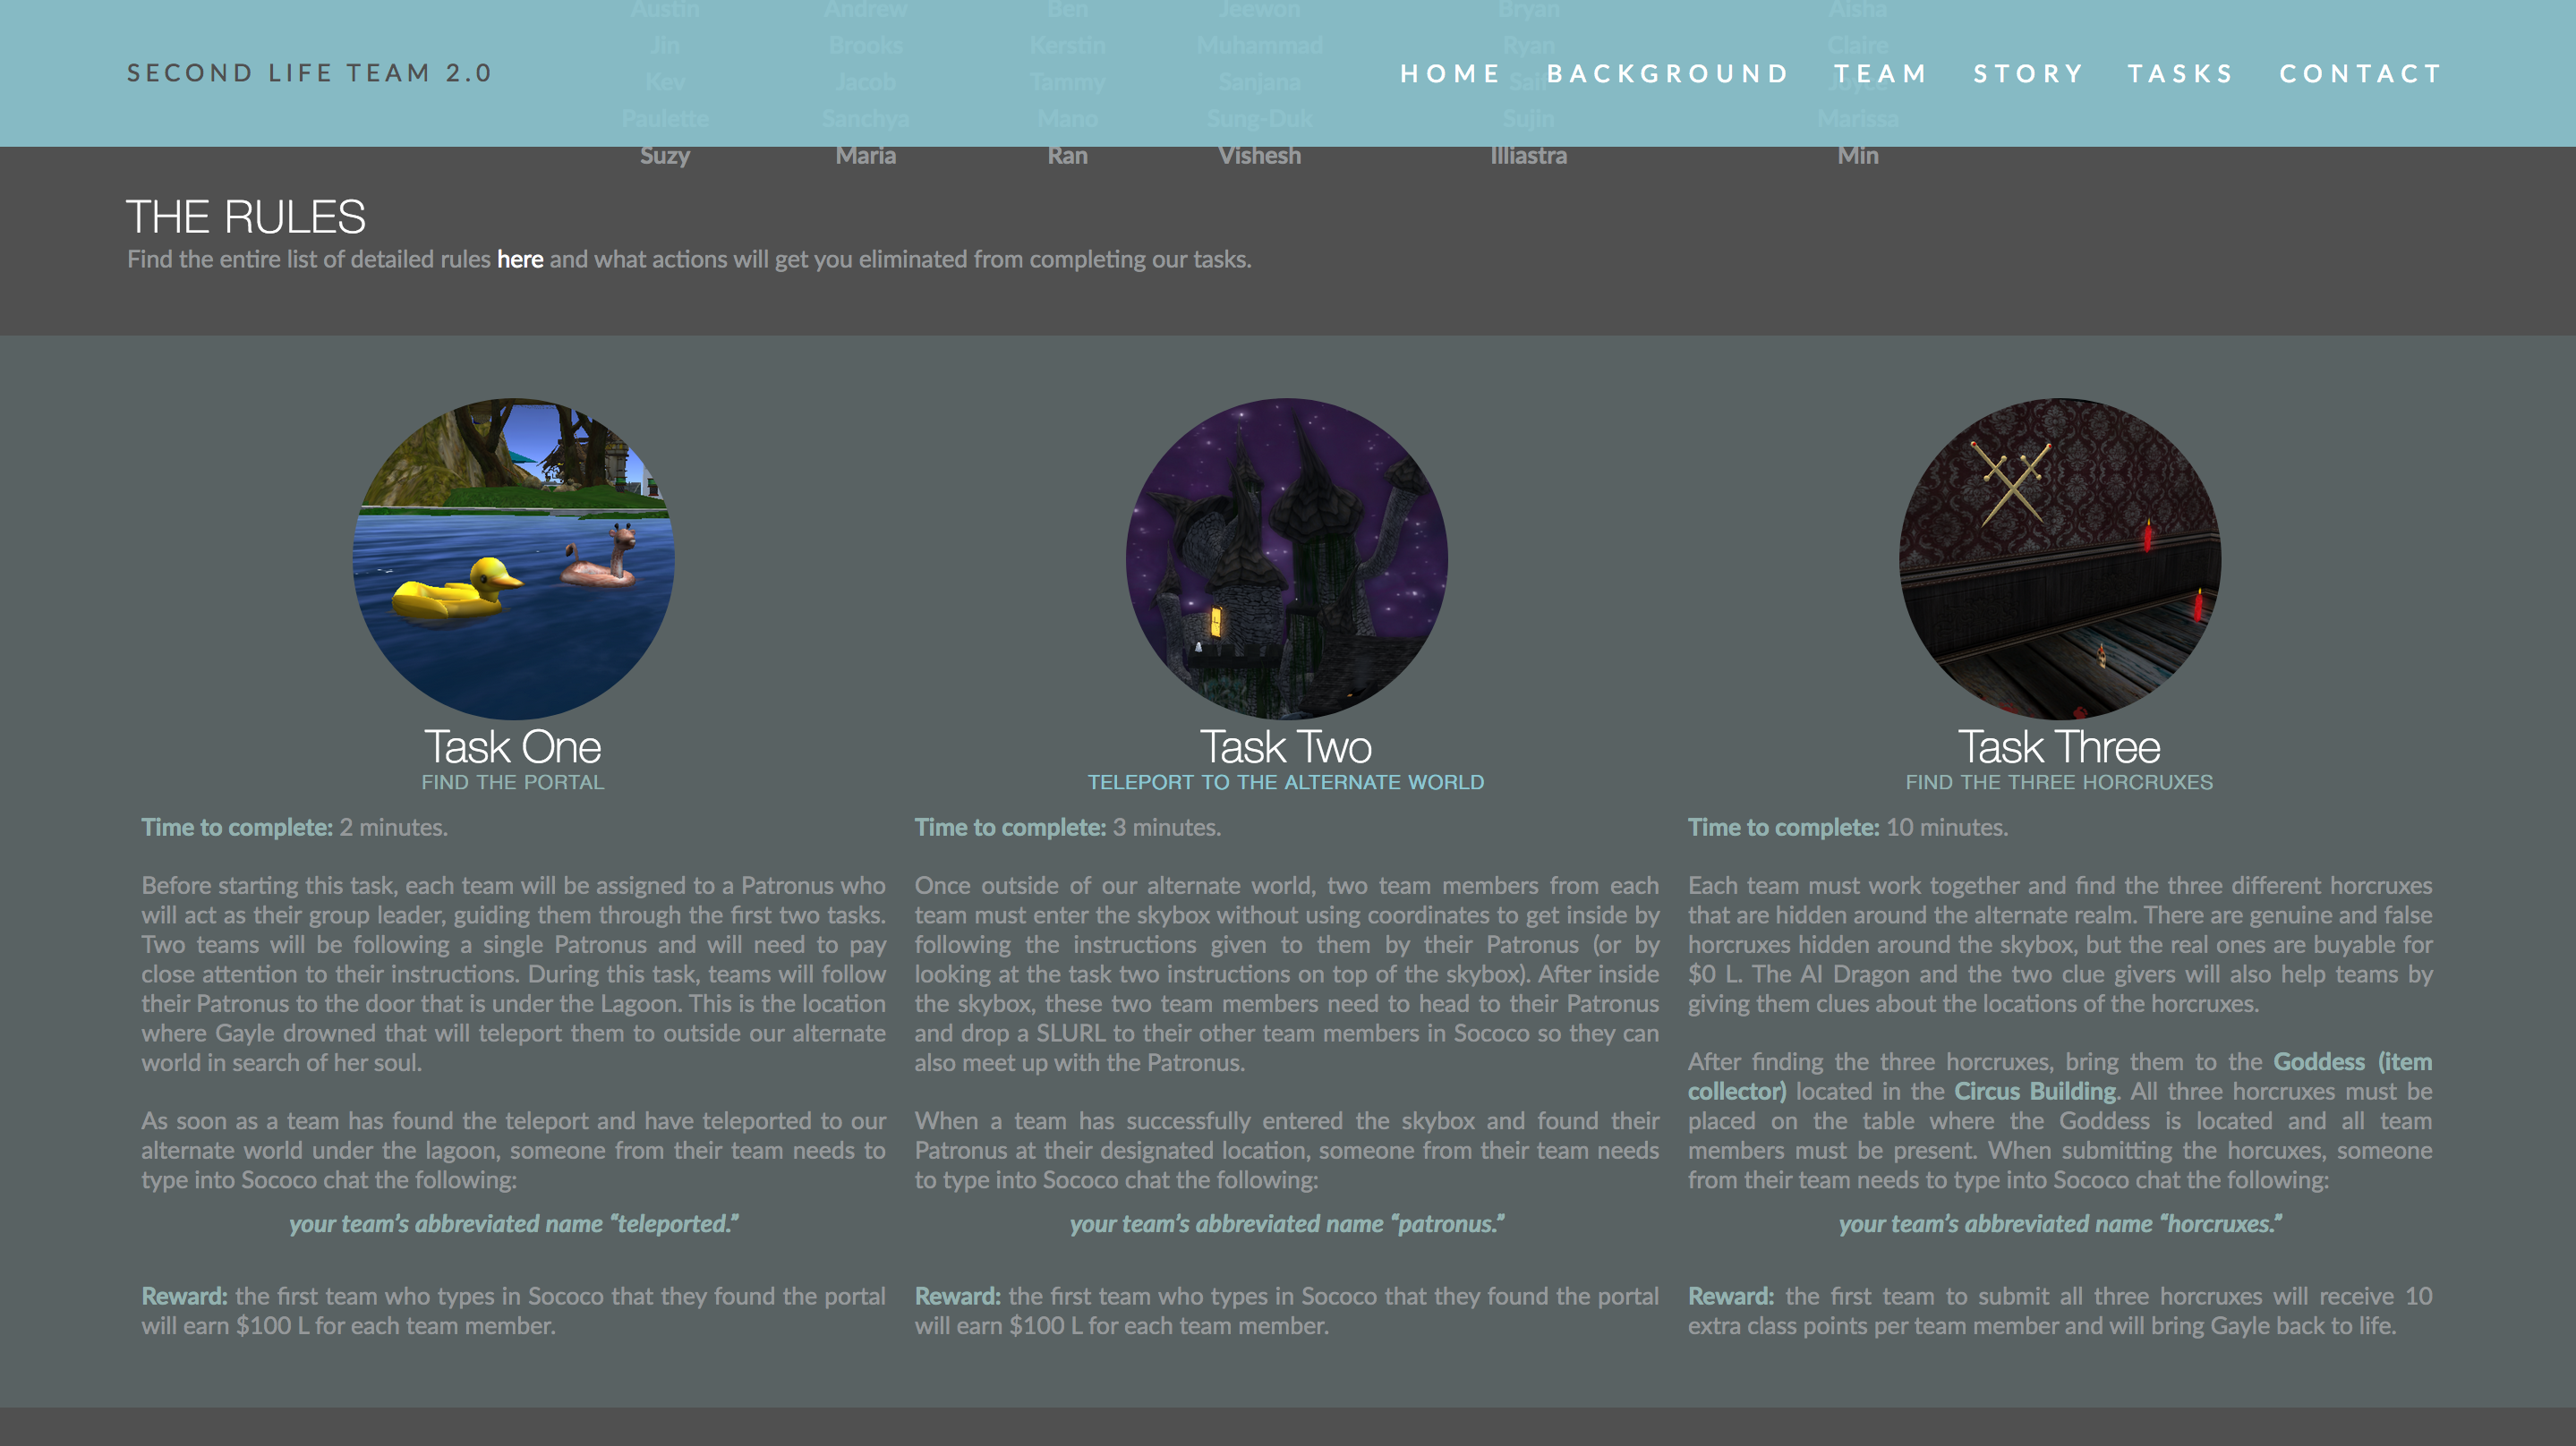 Austin Andrew Ben Jeewon Bryan Aisha
Jin Brooks Kerstin Muhammad Ryan Claire
Kev Jacob Tammy Sanjana Saif Joyce
Paulette Sanchya Mano Sung-Duk Sujin Marissa
Suzy Maria Ran Vishesh Illiastra Min
SECOND LIFE TEAM 2.0
HOME BACKGROUND TEAM STORY TASKS CONTACT
THE RULES
Find the entire list of detailed rules here and what actions will get you eliminated from completing our tasks.
Task One
FIND THE PORTAL
Time to complete: 2 minutes.
Before starting this task, each team will be assigned to a Patronus who
will act as their group leader, guiding them through the first two tasks.
Two teams will be following a single Patronus and will need to pay
close attention to their instructions. During this task, teams will follow
their Patronus to the door that is under the Lagoon. This is the location
where Gayle drowned that will teleport them to outside our alternate
world in search of her soul.
As soon as a team has found the teleport and have teleported to our
alternate world under the lagoon, someone from their team needs to
type into Sococo chat the following:
your team's abbreviated name “teleported.”
Reward: the first team who types in Sococo that they found the portal
will earn $100 L for each team member.
Task Two
TELEPORT TO THE ALTERNATE WORLD
Time to complete: 3 minutes.
Once outside of our alternate world, two team members from each
team must enter the skybox without using coordinates to get inside by
following the instructions given to them by their Patronus (or by
looking at the task two instructions on top of the skybox). After inside
the skybox, these two team members need to head to their Patronus
and drop a SLURL to their other team members in Sococo so they can
also meet up with the Patronus.
When a team has successfully entered the skybox and found their
Patronus at their designated location, someone from their team needs
to type into Sococo chat the following:
your team's abbreviated name “patronus.”
Reward: the first team who types in Sococo that they found the portal
will earn $100 L for each team member.
Task Three
FIND THE THREE HORCRUXES
Time to complete: 10 minutes.
Each team must work together and find the three different horcruxes
that are hidden around the alternate realm. There are genuine and false
horcruxes hidden around the skybox, but the real ones are buyable for
$0 L. The AI Dragon and the two clue givers will also help teams by
giving them clues about the locations of the horcruxes.
After finding the three horcruxes, bring them to the Goddess (item
collector) located in the Circus Building. All three horcruxes must be
placed on the table where the Goddess is located and all team
members must be present. When submitting the horcuxes, someone
from their team needs to type into Sococo chat the following:
your team's abbreviated name “horcruxes.”
Reward: the first team to submit all three horcruxes will receive 10
extra class points per team member and will bring Gayle back to life.